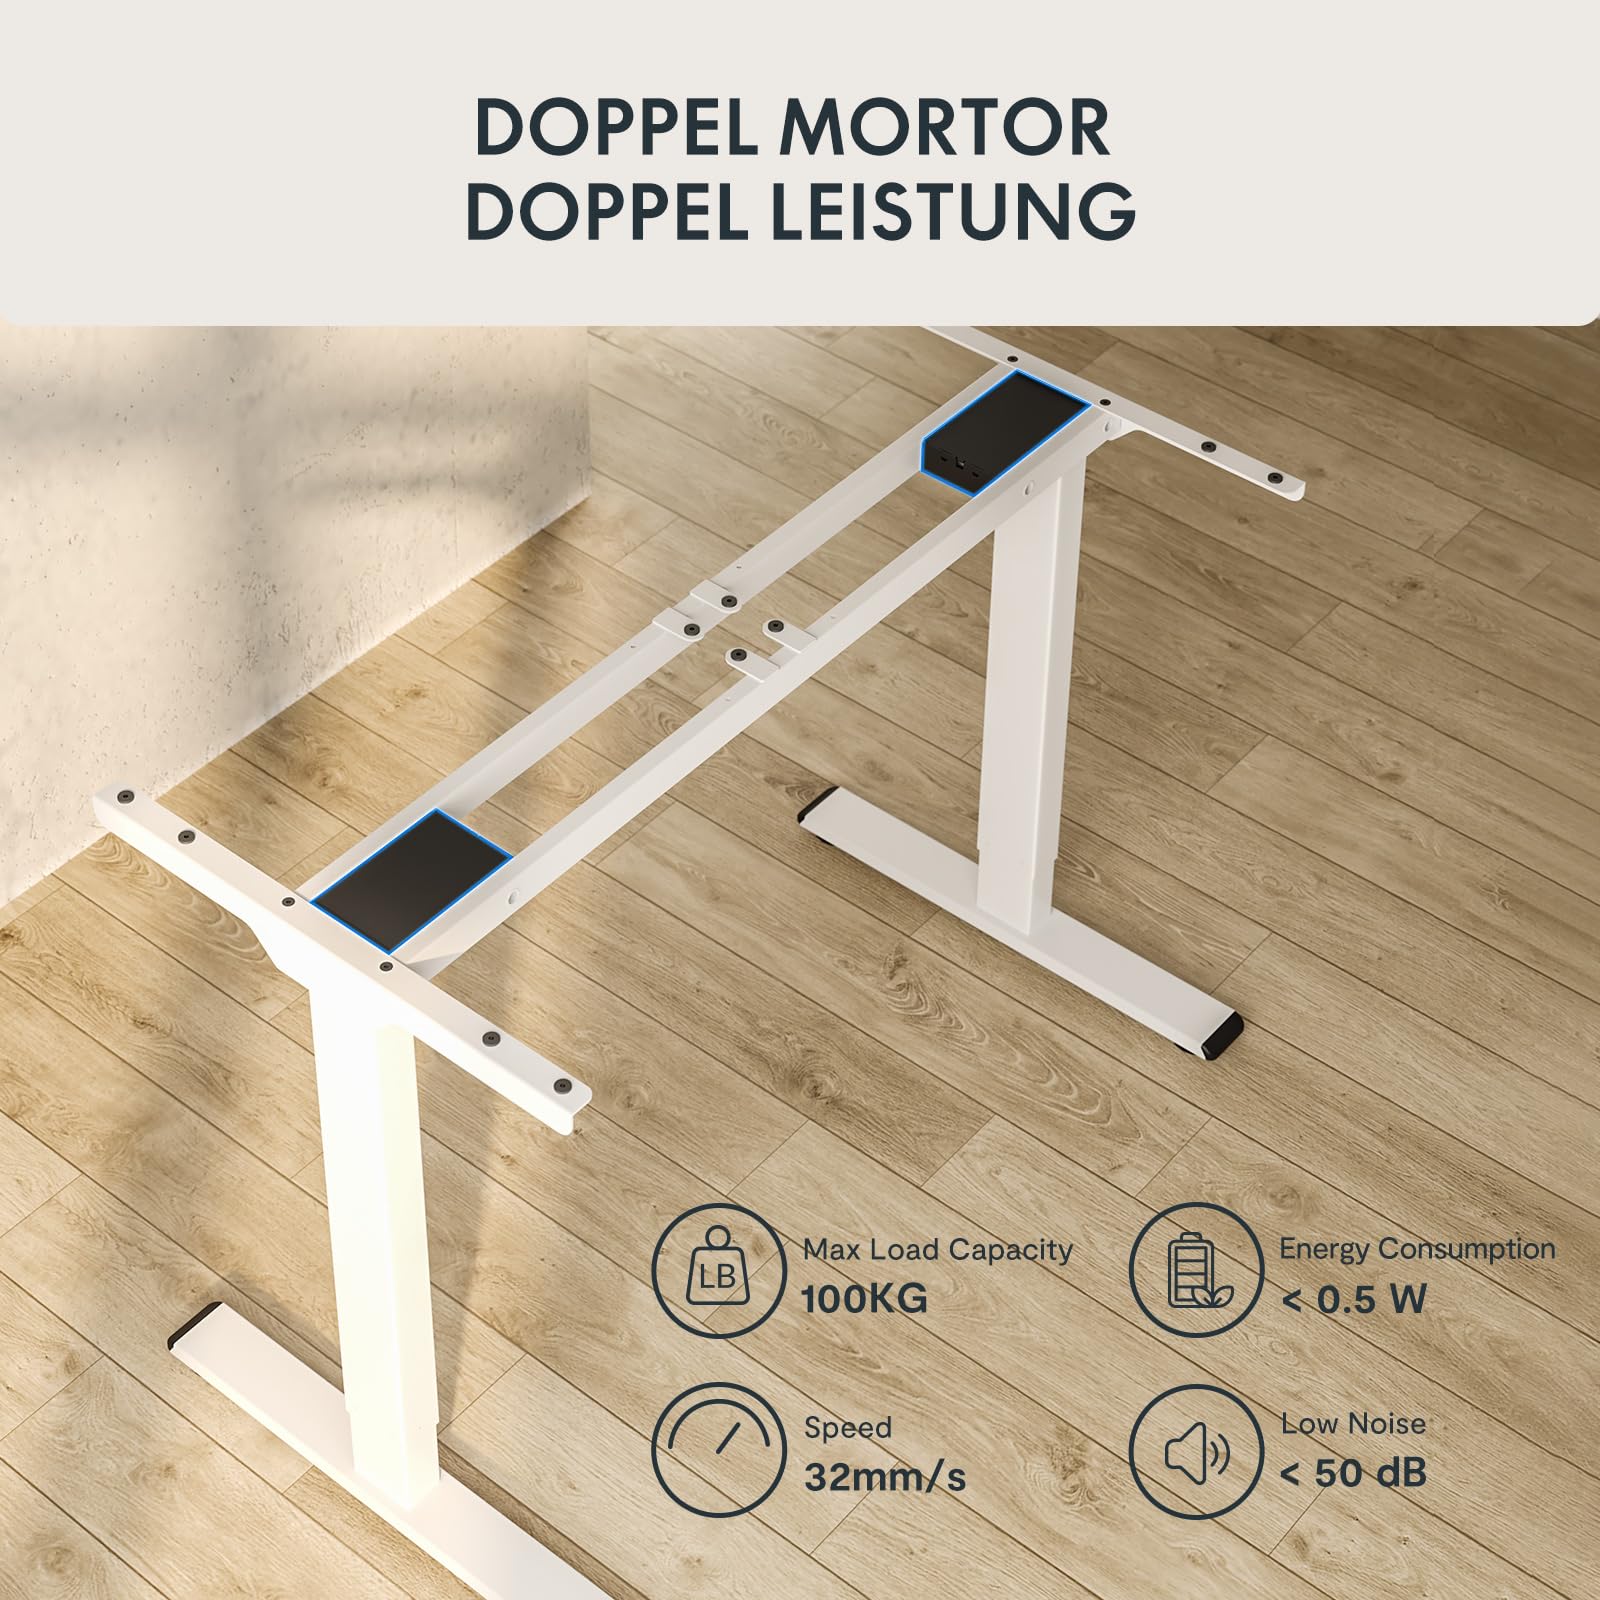 DOPPEL MORTOR
DOPPEL LEISTUNG
LB
Max Load Capacity
100KG
Energy Consumption
< 0.5 W
Speed
32mm/s
Low Noise
< 50 dB